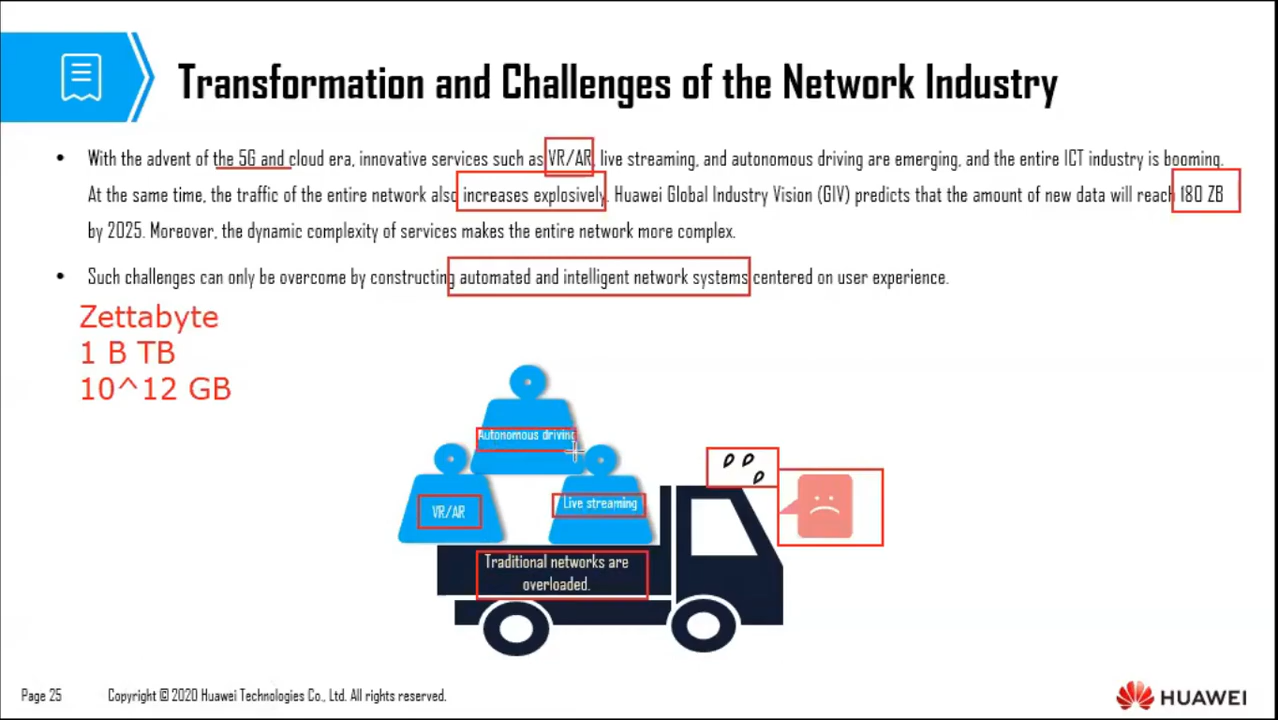 Transformation and Challenges of the Network Industry
• With the advent of the 5G and cloud era, innovative services such as VR/AR, live streaming, and autonomous driving are emerging, and the entire ICT industry is booming.
At the same time, the traffic of the entire network also increases explosively. Huawei Global Industry Vision (GIV) predicts that the amount of new data will reach 180 ZB
by 2025. Moreover, the dynamic complexity of services makes the entire network more complex.
• Such challenges can only be overcome by constructing automated and intelligent network systems centered on user experience.
Zettabyte
1 B TB
10^12 GB
Autonomous driving
VR/AR
Live streaming
Traditional networks are
overloaded.
Page 25
Copyright © 2020 Huawei Technologies Co., Ltd. All rights reserved.
HUAWEI